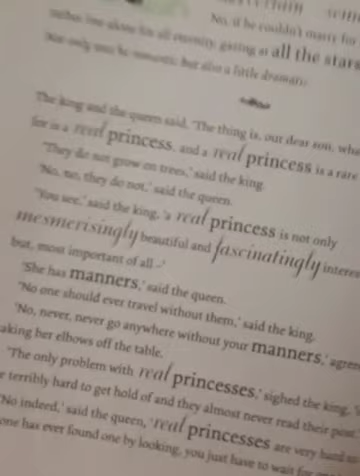 No, if he couldn't marry for
rather live alone for all eternity, gazing at all the stars
Not only was he romantic but also a little dramatic.
The king and the queen said, 'The thing is, our dear son, wha
for is a real princess, and a real princess is a rare
'They do not grow on trees,' said the king.
'No, no, they do not,' said the queen.
'You see,' said the king, 'a real princess is not only
mesmerisingly beautiful and fascinatingly interes
but, most important of all –'
'She has manners,' said the queen.
'No one should ever travel without them,' said the king.
'No, never, never go anywhere without your manners,' agree
aking her elbows off the table.
'The only problem with real princesses,' sighed the king,
e terribly hard to get hold of and they almost never read their post.
'No indeed,' said the queen, 'real princesses are very hard to
one has ever found one by looking, you just have to wait for